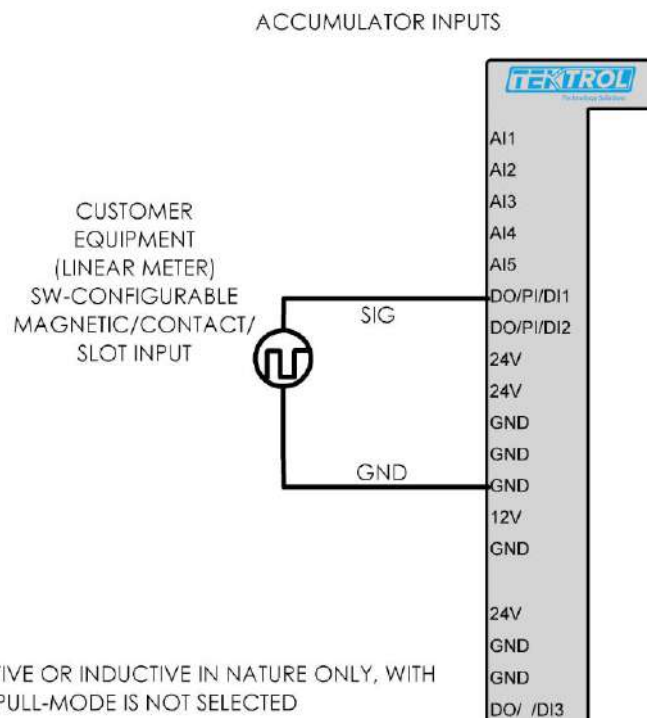 ACCUMULATOR INPUTS
TEKTROL
Technology Solutions
AI1
AI2
AI3
AI4
AI5
DO/PI/DI1
DO/PI/DI2
24V
24V
GND
GND
GND
12V
GND
24V
GND
GND
DO/ /DI3
CUSTOMER
EQUIPMENT
(LINEAR METER)
SW-CONFIGURABLE
MAGNETIC/CONTACT/
SLOT INPUT
SIG
GND
OR INDUCTIVE IN NATURE ONLY, WITH
PULL-MODE IS NOT SELECTED